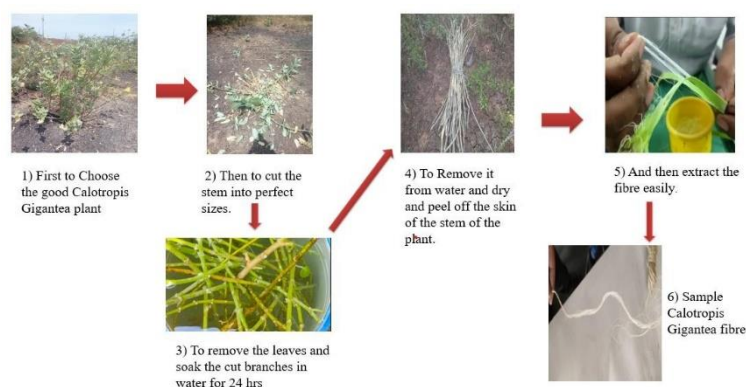 1) First to Choose
the good Calotropis
Gigantea plant
2) Then to cut the
stem into perfect
sizes.
3) To remove the leaves and
soak the cut branches in
water for 24 hrs
4) To Remove it
from water and dry
and peel off the skin
of the stem of the
plant.
5) And then extract the
fibre easily.
6) Sample
Calotropis
Gigantea fibre